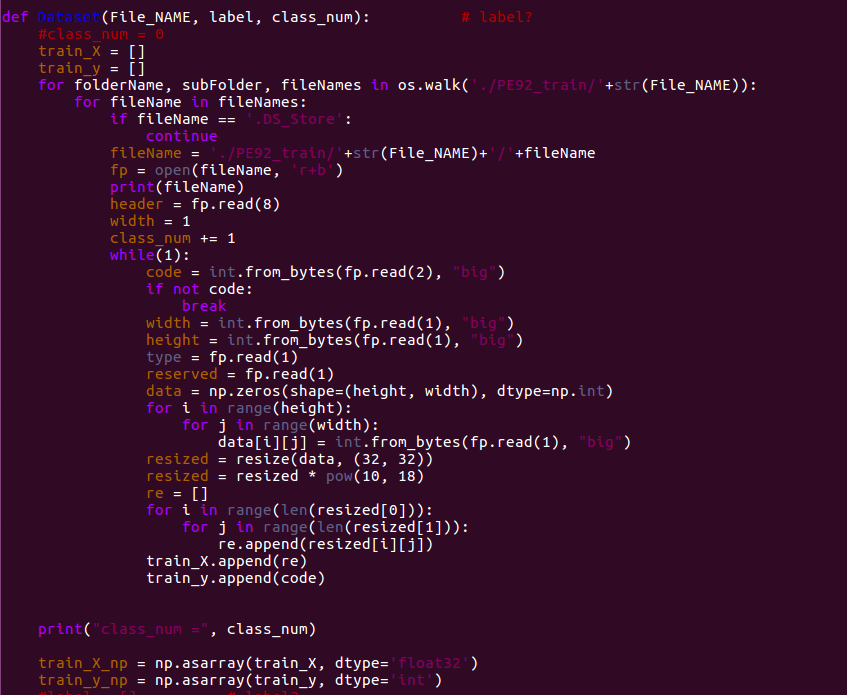 def Dataset(File_NAME, label, class_num):          # label?
    #class_num = 0
    train_X = []
    train_y = []
    for folderName, subFolder, fileNames in os.walk('./PE92_train/'+str(File_NAME)):
        for fileName in fileNames:
            if fileName == '.DS_Store':
                continue
            fileName = './PE92_train/'+str(File_NAME)+'/'+fileName
            fp = open(fileName, 'r+b')
            print(fileName)
            header = fp.read(8)
            width = 1
            class_num += 1
            while(1):
                code = int.from_bytes(fp.read(2), "big")
                if not code:
                    break
                width = int.from_bytes(fp.read(1), "big")
                height = int.from_bytes(fp.read(1), "big")
                type = fp.read(1)
                reserved = fp.read(1)
                data = np.zeros(shape=(height, width), dtype=np.int)
                for i in range(height):
                    for j in range(width):
                        data[i][j] = int.from_bytes(fp.read(1), "big")
                resized = resize(data, (32, 32))
                resized = resized * pow(10, 18)
                re = []
                for i in range(len(resized[0])):
                    for j in range(len(resized[1])):
                        re.append(resized[i][j])
                train_X.append(re)
                train_y.append(code)
    print("class_num =", class_num)
    train_X_np = np.asarray(train_X, dtype='float32')
    train_y_np = np.asarray(train_y, dtype='int')